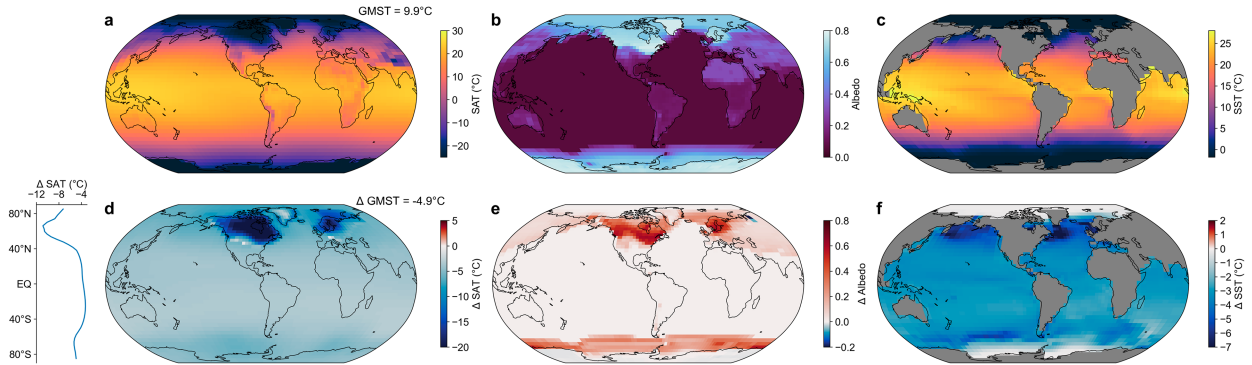 a
GMST = 9.9°C
30
20
10
0
−10
−20
SAT (°C)
b
0.8
0.6
0.4
0.2
0.0
Albedo
c
25
20
15
10
5
0
SST (°C)
Δ SAT (°C)
−12 −8 −4
80°N
40°N
EQ
40°S
80°S
d
Δ GMST = -4.9°C
5
0
−5
−10
−15
−20
Δ SAT (°C)
e
0.8
0.6
0.4
0.2
0.0
−0.2
Δ Albedo
f
2
1
0
−1
−2
−3
−4
−5
−6
−7
Δ SST (°C)